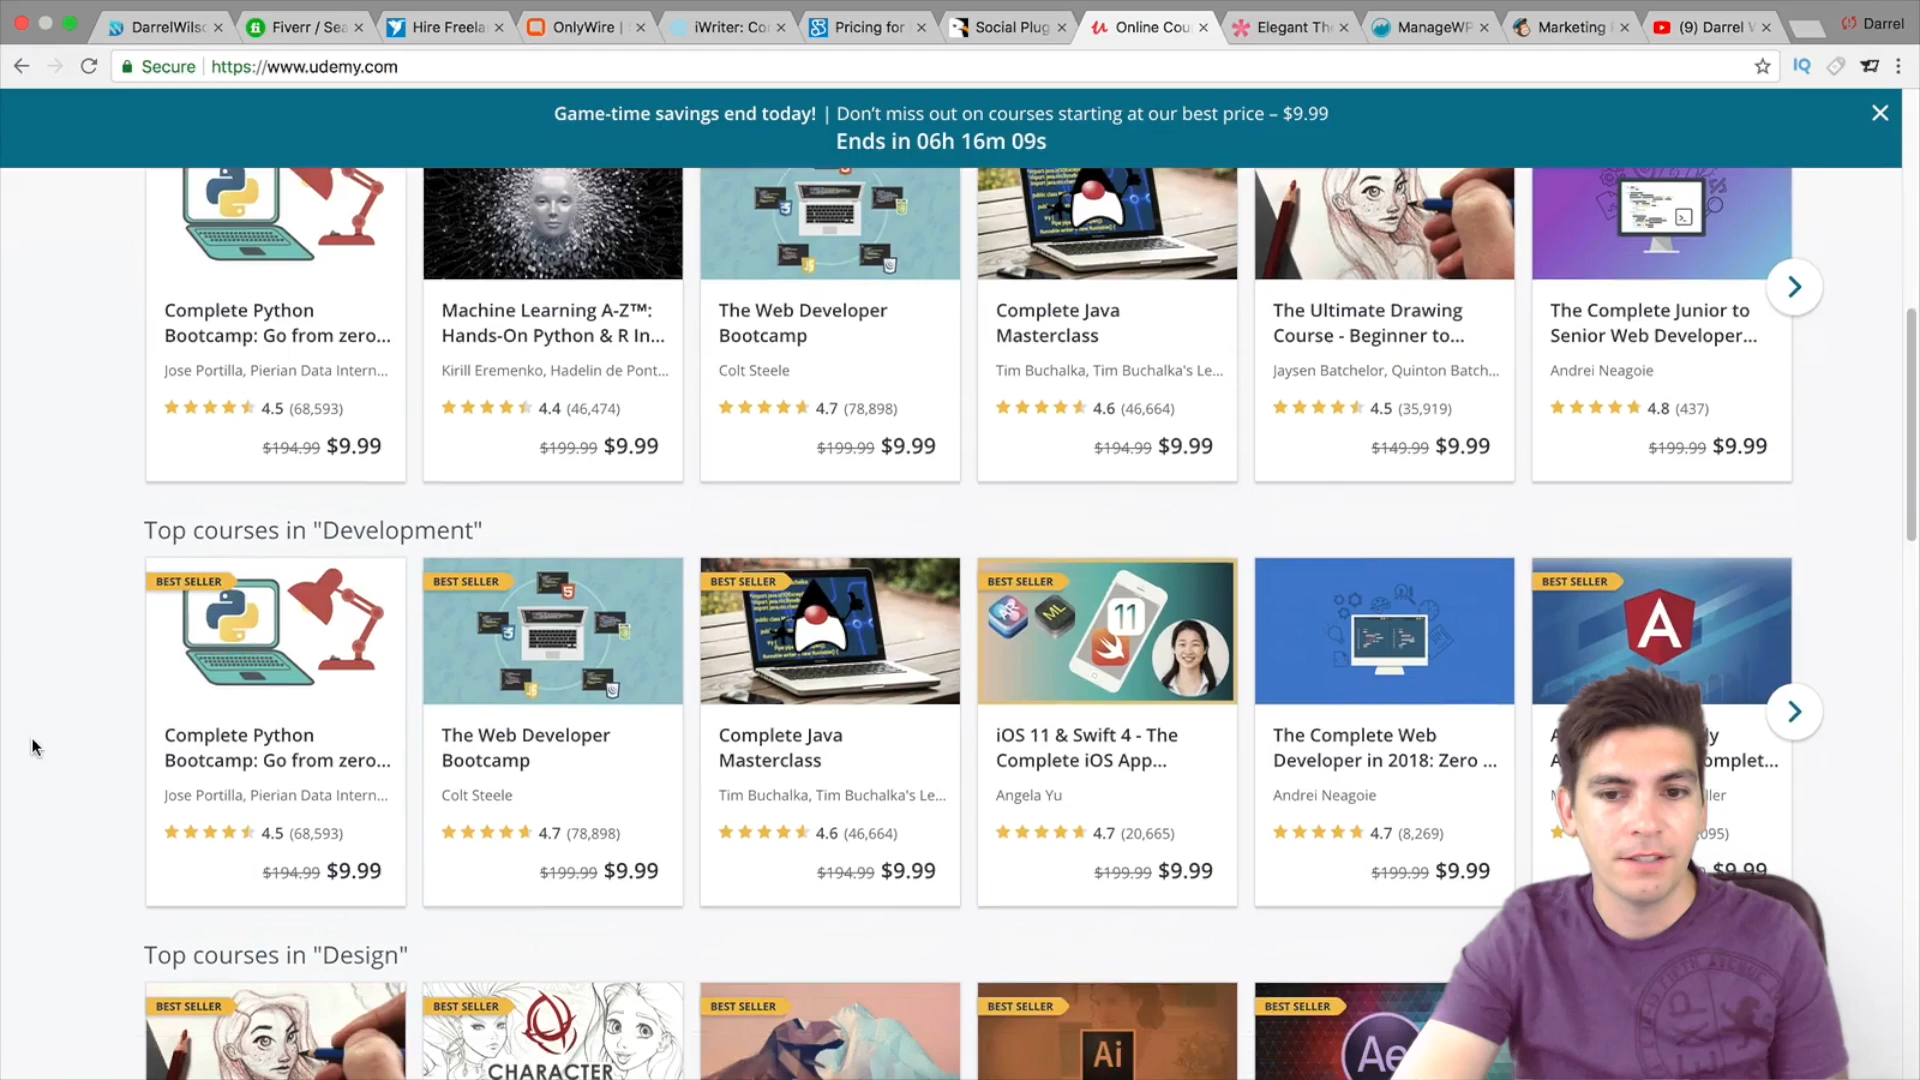 DarrelWilso
Fiverr / Sea
Hire Freela
OnlyWire |
iWriter: Co
Pricing for
Social Plug
Online Cou
Elegant The
ManageWP
Marketing
(9) Darrel W
Darrel
Secure
https://www.udemy.com
IQ
Game-time savings end today! | Don't miss out on courses starting at our best price – $9.99
Ends in 06h 16m 09s
Complete Python
Bootcamp: Go from zero...
Jose Portilla, Pierian Data Intern...
4.5 (68,593)
$194.99 $9.99
Machine Learning A-Z™:
Hands-On Python & R In...
Kirill Eremenko, Hadelin de Pont...
4.4 (46,474)
$199.99 $9.99
The Web Developer
Bootcamp
Colt Steele
4.7 (78,898)
$199.99 $9.99
Complete Java
Masterclass
Tim Buchalka, Tim Buchalka's Le...
4.6 (46,664)
$194.99 $9.99
The Ultimate Drawing
Course - Beginner to...
Jaysen Batchelor, Quinton Batch...
4.5 (35,919)
$149.99 $9.99
The Complete Junior to
Senior Web Developer...
Andrei Neagoie
4.8 (437)
$199.99 $9.99
Top courses in "Development"
BEST SELLER
Complete Python
Bootcamp: Go from zero...
Jose Portilla, Pierian Data Intern...
4.5 (68,593)
$194.99 $9.99
BEST SELLER
The Web Developer
Bootcamp
Colt Steele
4.7 (78,898)
$199.99 $9.99
BEST SELLER
Complete Java
Masterclass
Tim Buchalka, Tim Buchalka's Le...
4.6 (46,664)
$194.99 $9.99
BEST SELLER
ML
11
iOS 11 & Swift 4 - The
Complete iOS App...
Angela Yu
4.7 (20,665)
$199.99 $9.99
The Complete Web
Developer in 2018: Zero ...
Andrei Neagoie
4.7 (8,269)
$199.99 $9.99
BEST SELLER
A
omplet...
095)
$9.99
Top courses in "Design"
BEST SELLER
BEST SELLER
CHARACTER
BEST SELLER
BEST SELLER
Ai
BEST SELLER
Ae